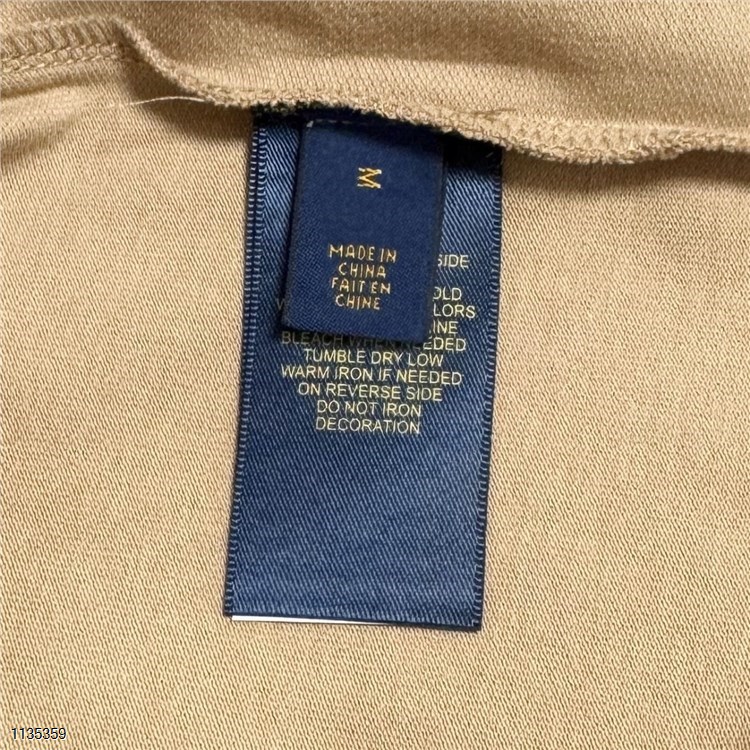 M
MADE IN
CHINA
FAIT EN
CHINE
SIDE
OLD
LORS
INE
BLEACH WHEN NEEDED
TUMBLE DRY LOW
WARM IRON IF NEEDED
ON REVERSE SIDE
DO NOT IRON
DECORATION
1135359